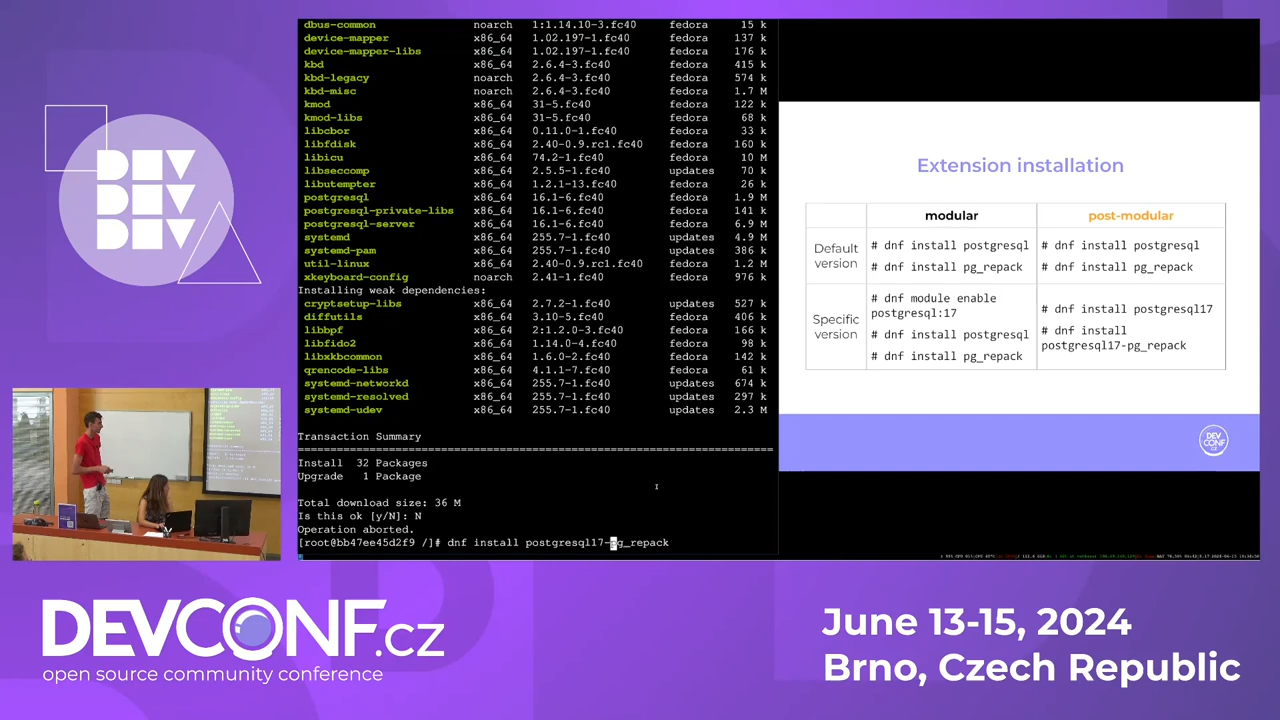 DEV
DEV
DEV
dbus-common noarch 1:1.14.10-3.fc40 fedora 15 k
device-mapper x86_64 1.02.197-1.fc40 fedora 137 k
device-mapper-libs x86_64 1.02.197-1.fc40 fedora 176 k
kbd x86_64 2.6.4-3.fc40 fedora 415 k
kbd-legacy noarch 2.6.4-3.fc40 fedora 574 k
kbd-misc noarch 2.6.4-3.fc40 fedora 1.7 M
kmod x86_64 31-5.fc40 fedora 122 k
kmod-libs x86_64 31-5.fc40 fedora 68 k
libcbor x86_64 0.11.0-1.fc40 fedora 33 k
libfdisk x86_64 2.40-0.9.rc1.fc40 fedora 160 k
libicu x86_64 74.2-1.fc40 fedora 10 M
libseccomp x86_64 2.5.5-1.fc40 updates 70 k
libutempter x86_64 1.2.1-13.fc40 fedora 26 k
postgresql x86_64 16.1-6.fc40 fedora 1.9 M
postgresql-private-libs x86_64 16.1-6.fc40 fedora 141 k
postgresql-server x86_64 16.1-6.fc40 fedora 6.9 M
systemd x86_64 255.7-1.fc40 updates 4.9 M
systemd-pam x86_64 255.7-1.fc40 updates 386 k
util-linux x86_64 2.40-0.9.rc1.fc40 fedora 1.2 M
xkeyboard-config noarch 2.41-1.fc40 fedora 976 k
Installing weak dependencies:
cryptsetup-libs x86_64 2.7.2-1.fc40 updates 527 k
diffutils x86_64 3.10-5.fc40 fedora 406 k
libbpf x86_64 2:1.2.0-3.fc40 fedora 166 k
libfido2 x86_64 1.14.0-4.fc40 fedora 98 k
libxkbcommon x86_64 1.6.0-2.fc40 fedora 142 k
qrencode-libs x86_64 4.1.1-7.fc40 fedora 61 k
systemd-networkd x86_64 255.7-1.fc40 updates 674 k
systemd-resolved x86_64 255.7-1.fc40 updates 297 k
systemd-udev x86_64 255.7-1.fc40 updates 2.3 M
Transaction Summary
================================================================================
Install 32 Packages
Upgrade 1 Package
Total download size: 36 M
Is this ok [y/N]: N
Operation aborted.
[root@bb47ee45d2f9 /]# dnf install postgresql17-pg_repack
Extension installation
modular post-modular
Default version
# dnf install postgresql
# dnf install pg_repack
# dnf install postgresql
# dnf install pg_repack
Specific version
# dnf module enable
postgresql:17
# dnf install postgresql
# dnf install pg_repack
# dnf install postgresql17
# dnf install
postgresql17-pg_repack
DEV
CONF
.CZ
DEVCONF.cz
open source community conference
June 13-15, 2024
Brno, Czech Republic